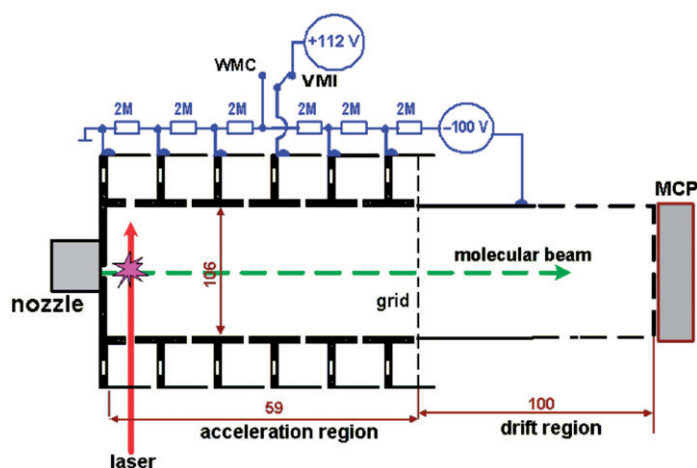 +112 V
WMC
VMI
2M 2M 2M 2M 2M 2M
–100 V
MCP
molecular beam
106
nozzle
grid
59
100
acceleration region
drift region
laser